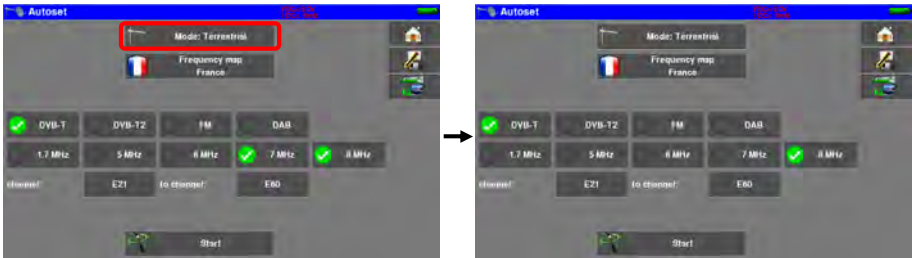 Autoset
Mode: Terrestrial
Frequency map
France
DVB-T DVB-T2 FM DAB
1.7 MHz 5 MHz 6 MHz 7 MHz 8 MHz
channel: E21 to channel: E60
Start
Autoset
Mode: Terrestrial
Frequency map
France
DVB-T DVB-T2 FM DAB
1.7 MHz 5 MHz 6 MHz 7 MHz 8 MHz
channel: E21 to channel: E60
Start